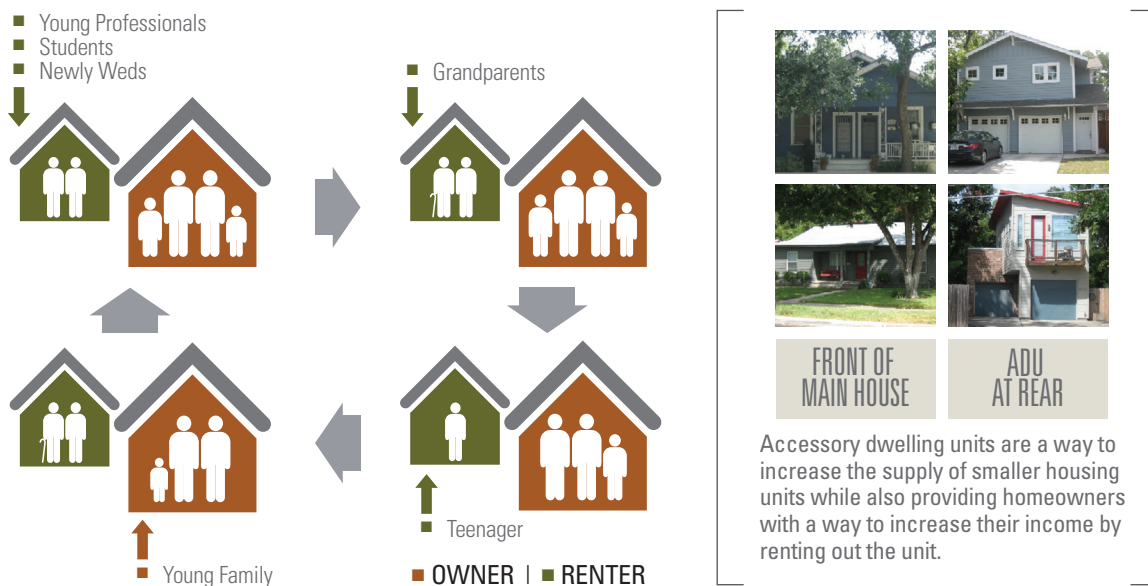 Young Professionals
Students
Newly Weds
Grandparents
Teenager
Young Family
OWNER | RENTER
FRONT OF
MAIN HOUSE
ADU
AT REAR
Accessory dwelling units are a way to
increase the supply of smaller housing
units while also providing homeowners
with a way to increase their income by
renting out the unit.